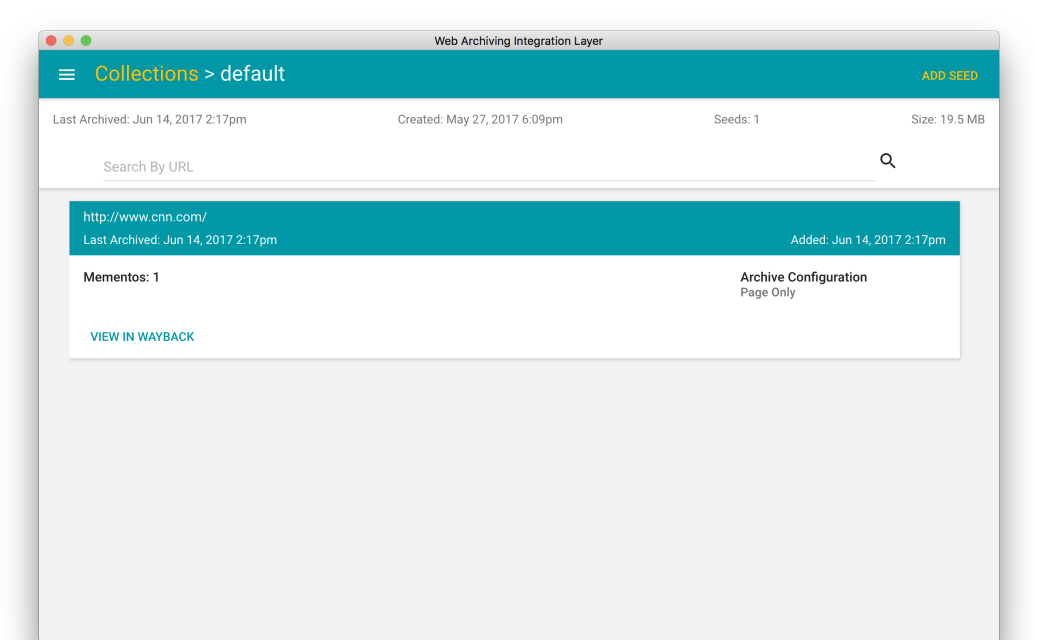 Web Archiving Integration Layer
Collections > default
ADD SEED
Last Archived: Jun 14, 2017 2:17pm
Created: May 27, 2017 6:09pm
Seeds: 1
Size: 19.5 MB
Search By URL
http://www.cnn.com/
Last Archived: Jun 14, 2017 2:17pm
Added: Jun 14, 2017 2:17pm
Mementos: 1
Archive Configuration
Page Only
VIEW IN WAYBACK